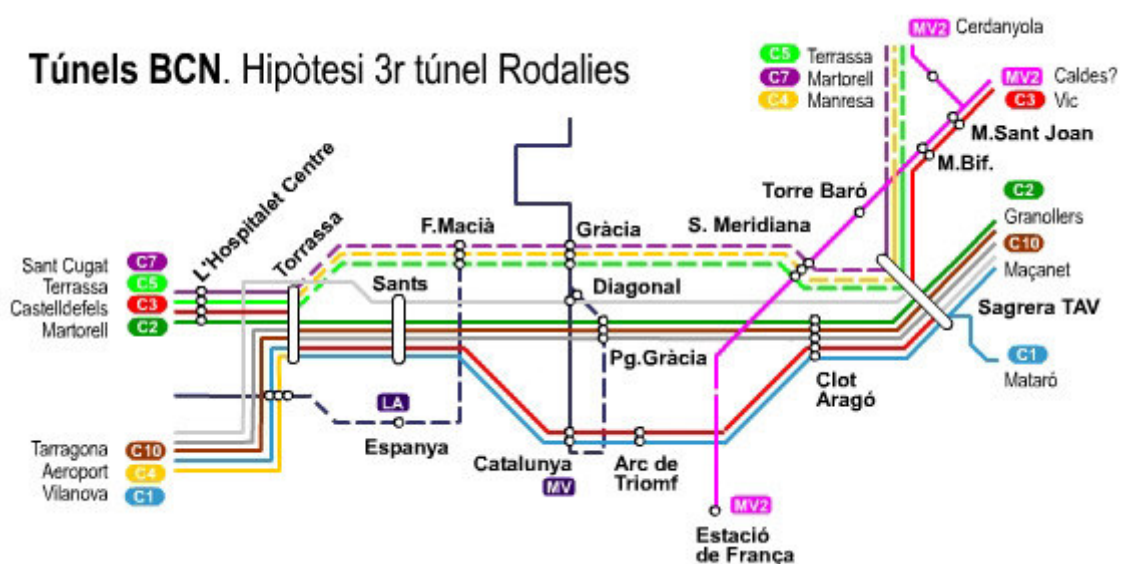 Túnels BCN. Hipòtesi 3r túnel Rodalies
MV2 Cerdanyola
C5 Terrassa
C7 Martorell
C4 Manresa
MV2 Caldes?
C3 Vic
M.Sant Joan
M.Bif.
Torre Baró
C2
Granollers
C10
Maçanet
L'Hospitalet Centre
Torrassa
F.Macià
Gràcia
S. Meridiana
Sant Cugat C7
Terrassa C5
Castelldefels C3
Martorell C2
Sants
Diagonal
Sagrera TAV
Pg.Gràcia
C1
Mataró
Clot
Aragó
LA
Espanya
Catalunya
MV
Arc de
Triomf
Tarragona C10
Aeroport C4
Vilanova C1
MV2
Estació
de França